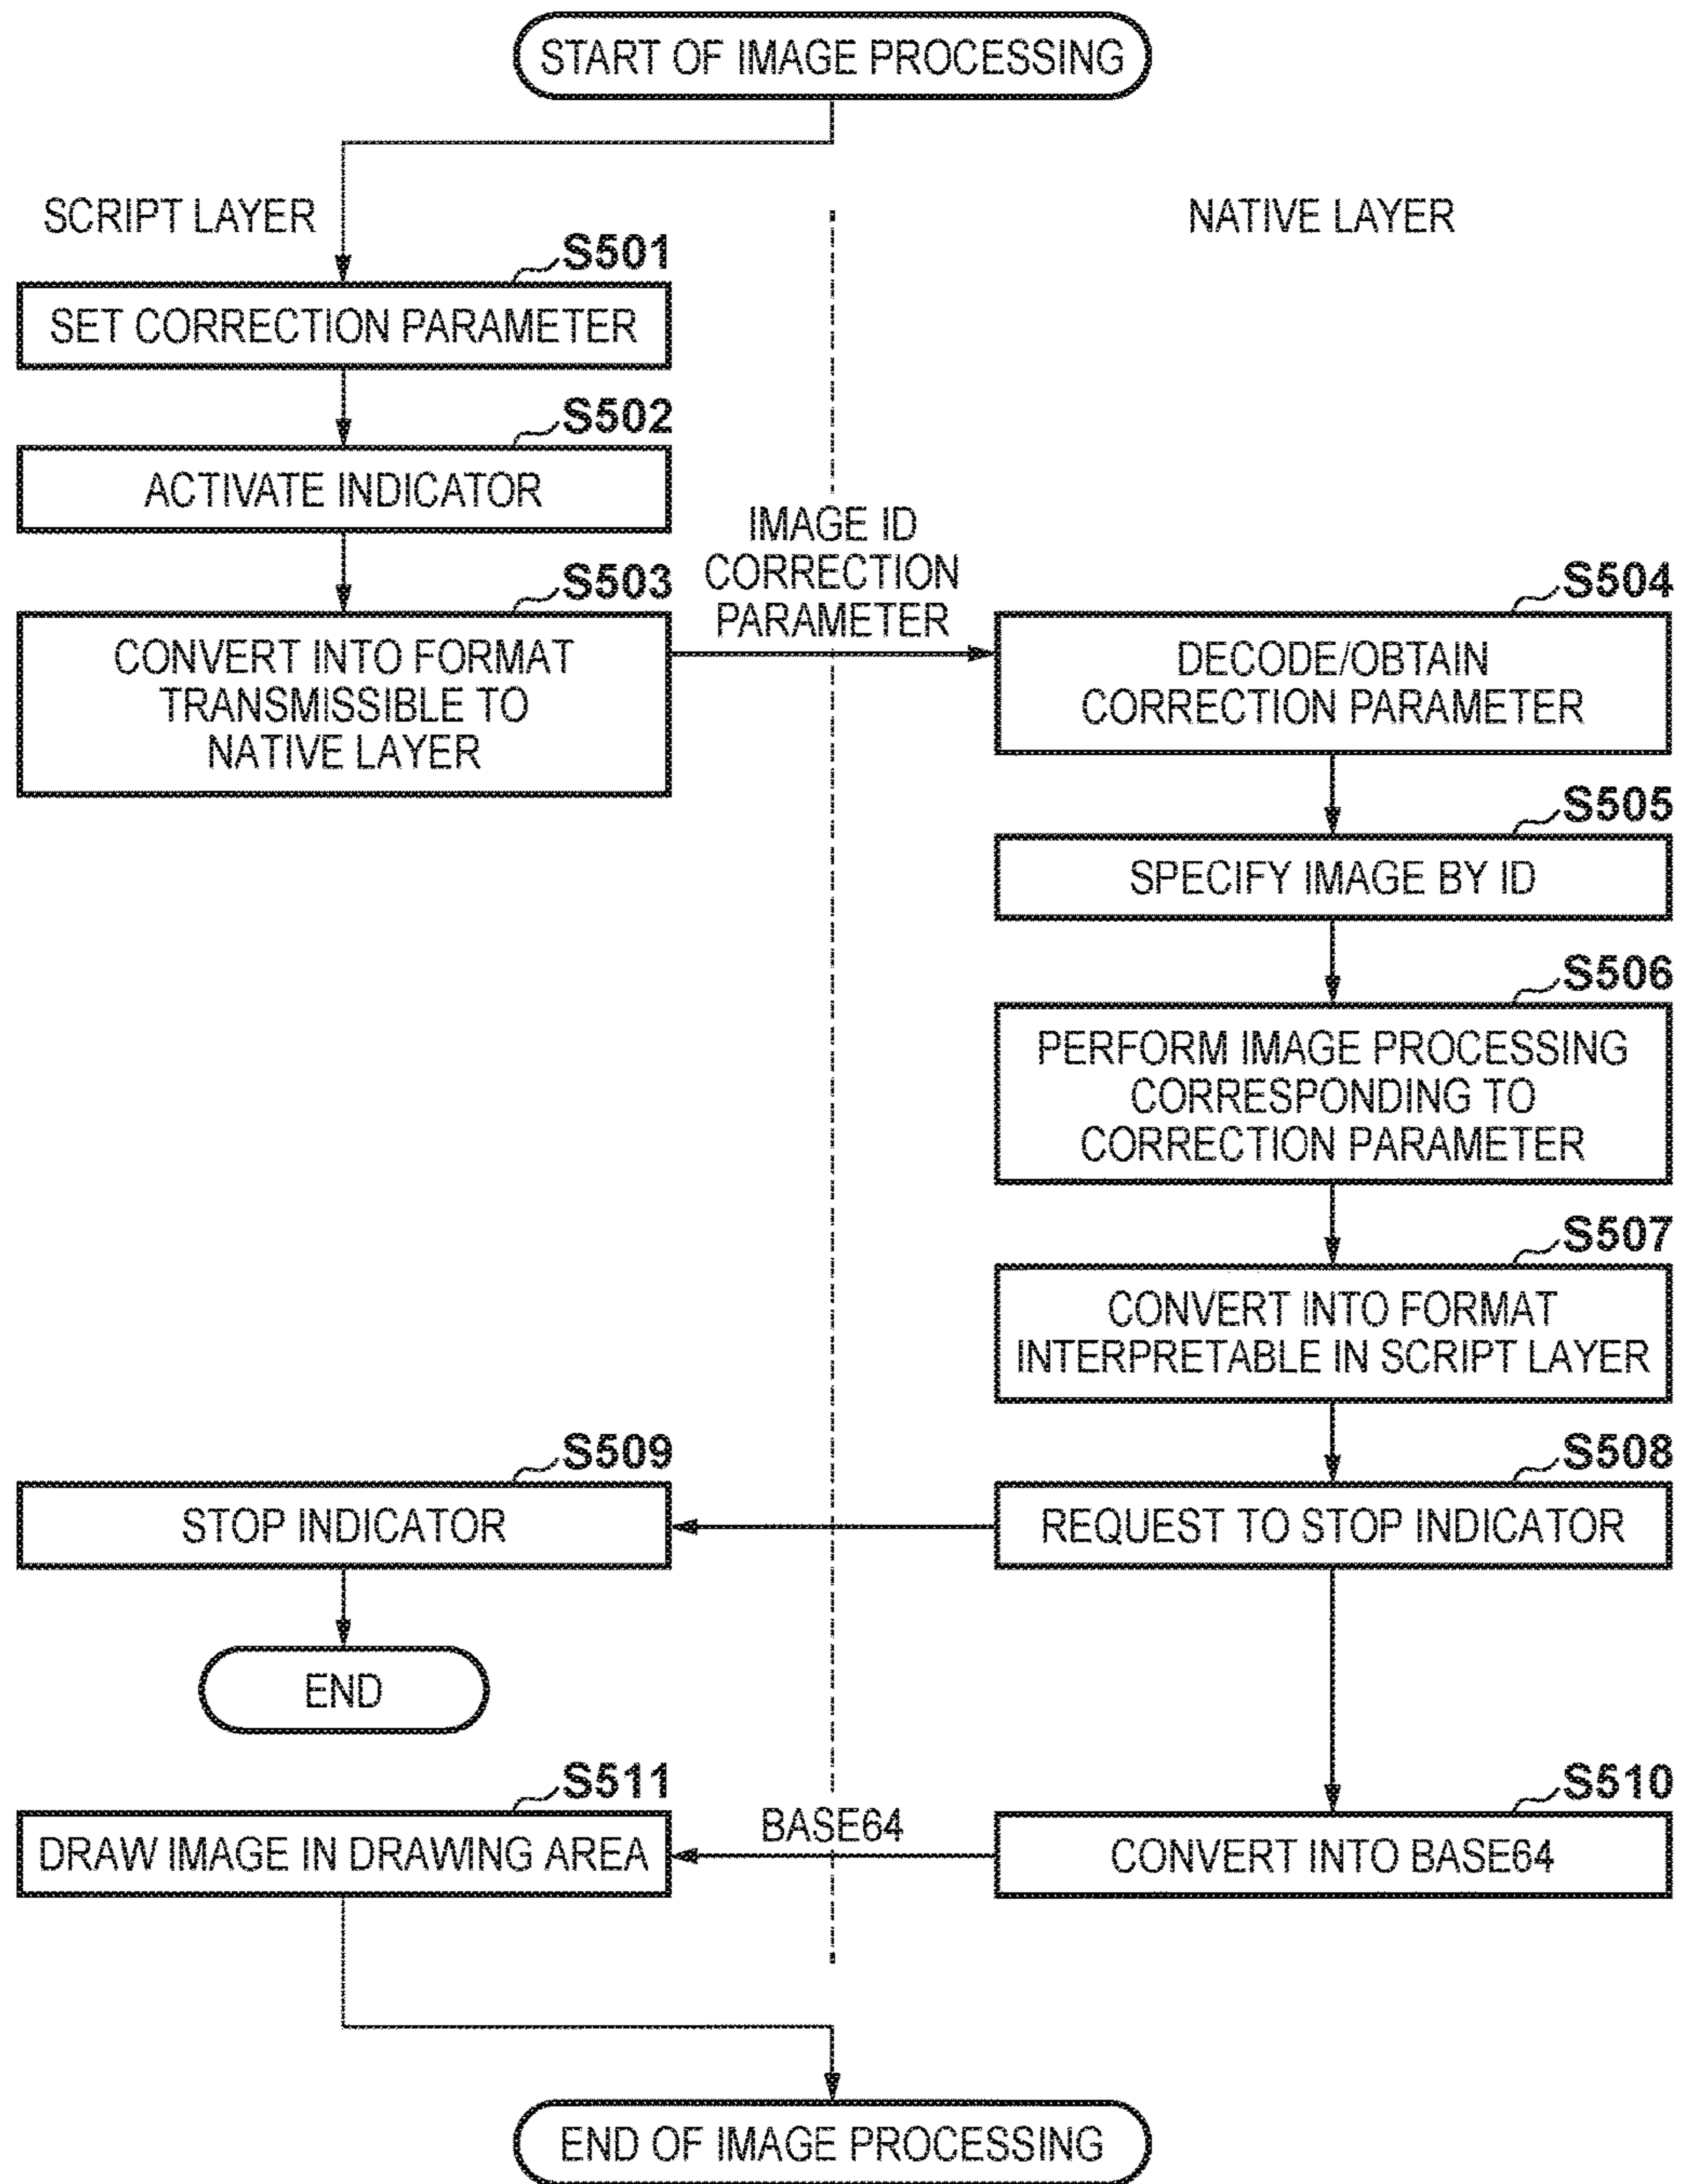 START OF IMAGE PROCESSING
SCRIPT LAYER
NATIVE LAYER
S501
SET CORRECTION PARAMETER
S502
ACTIVATE INDICATOR
S503
CONVERT INTO FORMAT
TRANSMISSIBLE TO
NATIVE LAYER
IMAGE ID
CORRECTION
PARAMETER
S504
DECODE/OBTAIN
CORRECTION PARAMETER
S505
SPECIFY IMAGE BY ID
S506
PERFORM IMAGE PROCESSING
CORRESPONDING TO
CORRECTION PARAMETER
S507
CONVERT INTO FORMAT
INTERPRETABLE IN SCRIPT LAYER
S508
REQUEST TO STOP INDICATOR
S509
STOP INDICATOR
END
S510
CONVERT INTO BASE64
BASE64
S511
DRAW IMAGE IN DRAWING AREA
END OF IMAGE PROCESSING